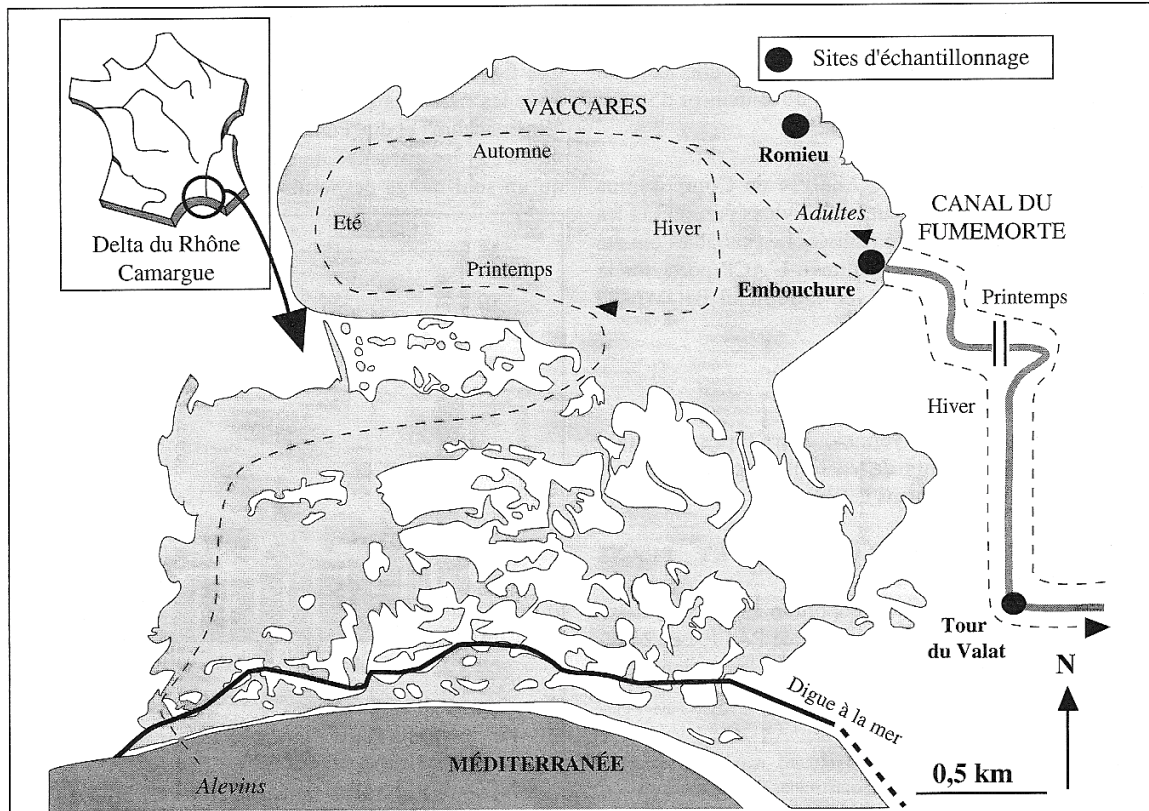 Sites d'échantillonnage
Delta du Rhône
Camargue
VACCARES
Romieu
Automne
Eté
Hiver
Printemps
Adultes
CANAL DU
FUMEMORTE
Embouchure
Printemps
Hiver
Tour
du Valat
N
Digue à la mer
MÉDITERRANÉE
Alevins
0,5 km